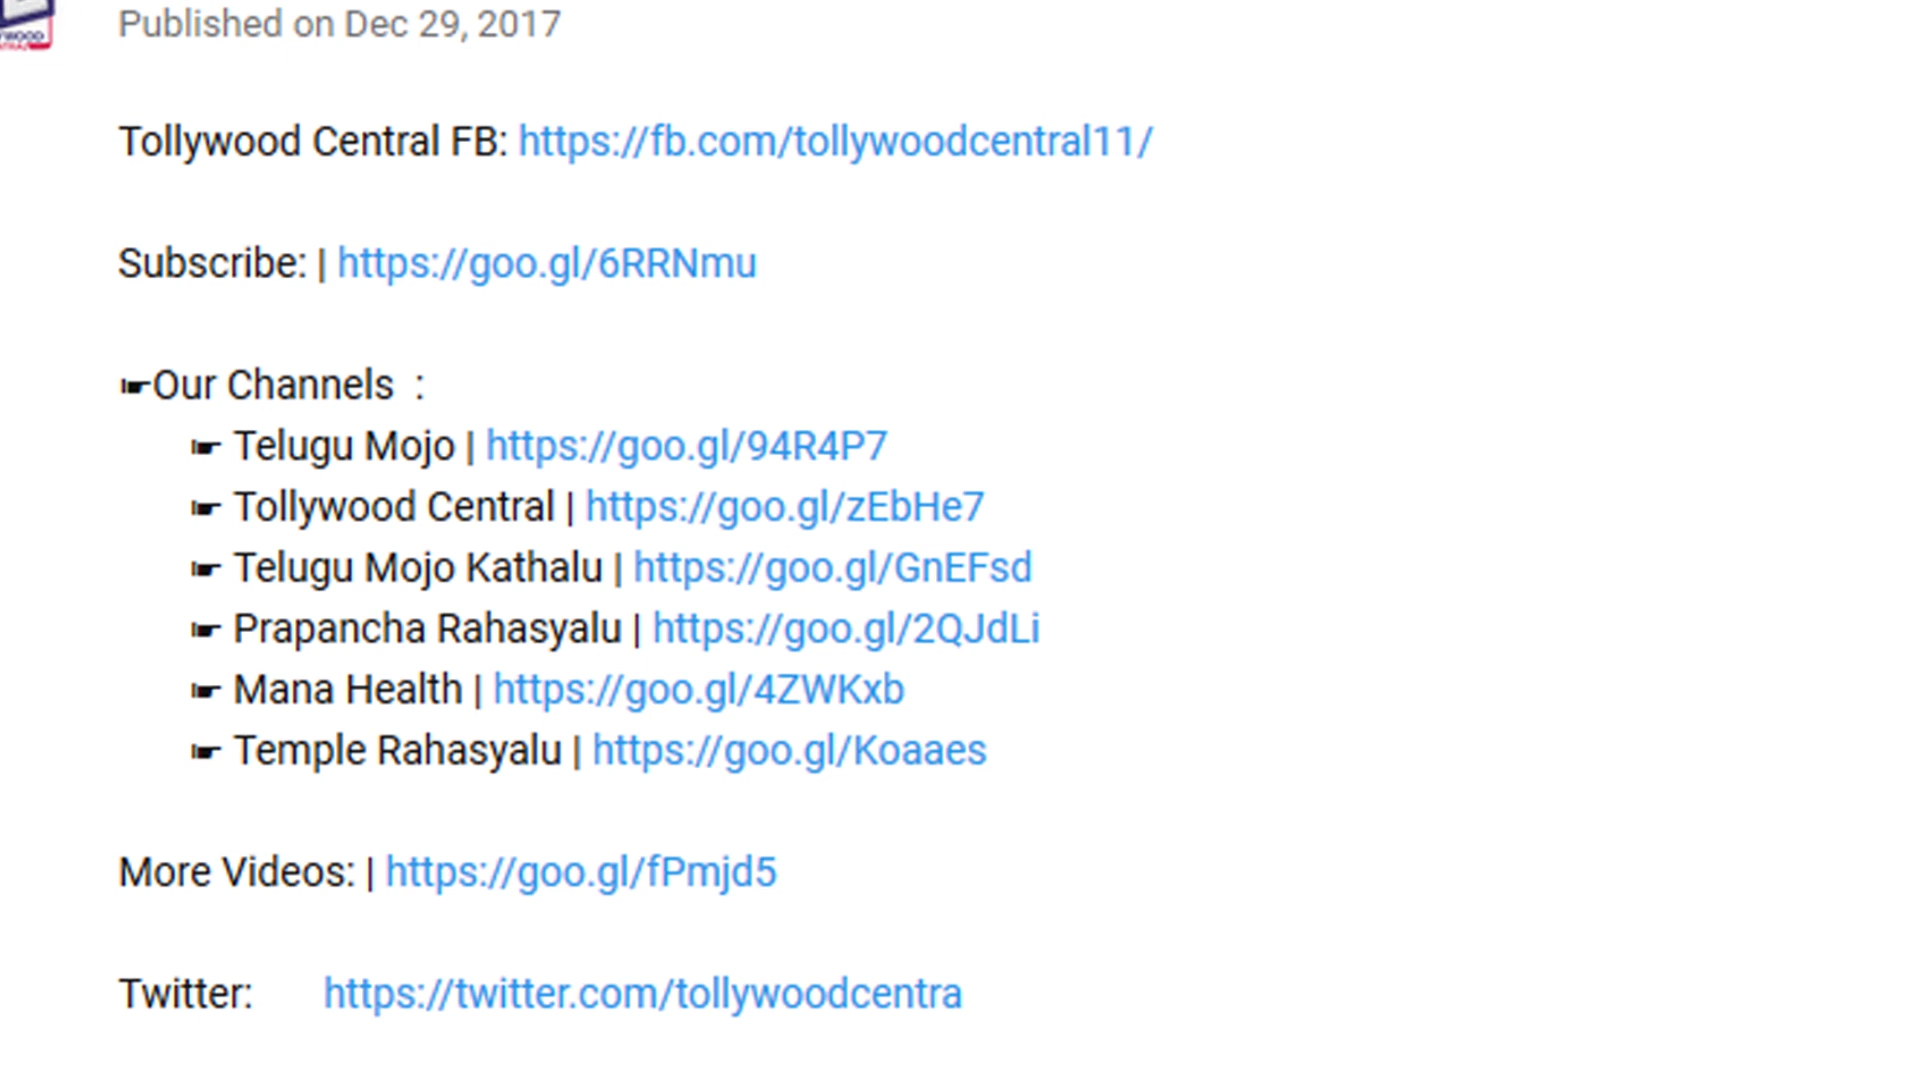 Published on Dec 29, 2017
Tollywood Central FB: https://fb.com/tollywoodcentral11/
Subscribe: | https://goo.gl/6RRNmu
☛Our Channels  :
☛ Telugu Mojo | https://goo.gl/94R4P7
☛ Tollywood Central | https://goo.gl/zEbHe7
☛ Telugu Mojo Kathalu | https://goo.gl/GnEFsd
☛ Prapancha Rahasyalu | https://goo.gl/2QJdLi
☛ Mana Health | https://goo.gl/4ZWKxb
☛ Temple Rahasyalu | https://goo.gl/Koaaes
More Videos: | https://goo.gl/fPmjd5
Twitter: https://twitter.com/tollywoodcentra